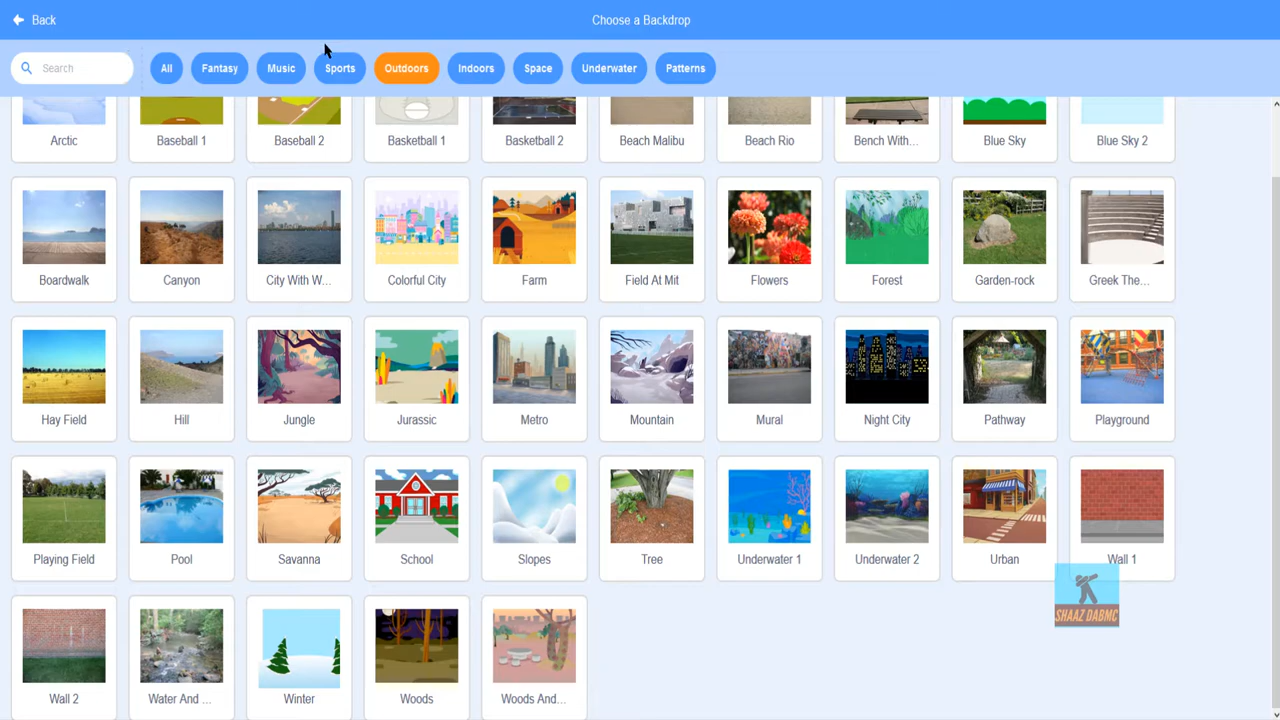 Back
Choose a Backdrop
Search
All
Fantasy
Music
Sports
Outdoors
Indoors
Space
Underwater
Patterns
Arctic
Baseball 1
Baseball 2
Basketball 1
Basketball 2
Beach Malibu
Beach Rio
Bench With...
Blue Sky
Blue Sky 2
Boardwalk
Canyon
City With W...
Colorful City
Farm
Field At Mit
Flowers
Forest
Garden-rock
Greek The...
Hay Field
Hill
Jungle
Jurassic
Metro
Mountain
Mural
Night City
Pathway
Playground
Playing Field
Pool
Savanna
School
Slopes
Tree
Underwater 1
Underwater 2
Urban
Wall 1
Wall 2
Water And ...
Winter
Woods
Woods And...
SHAAZ DABMC